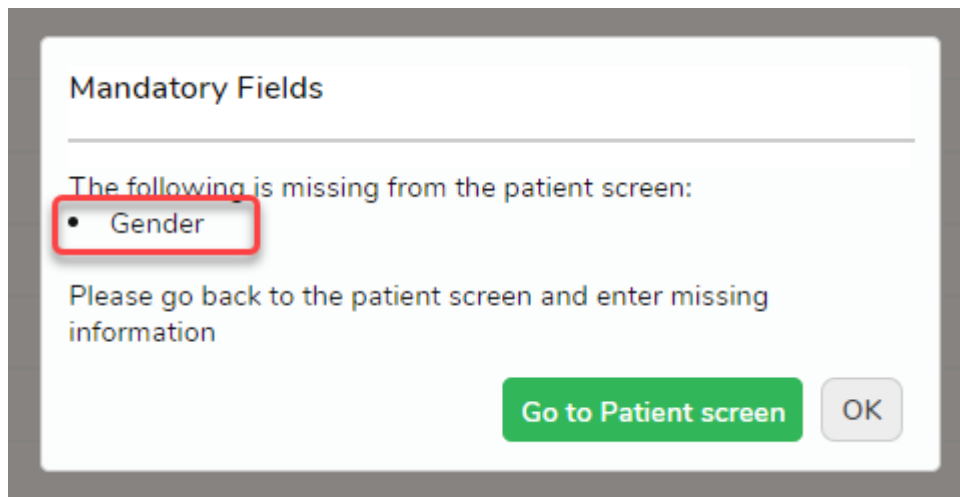 Mandatory Fields
The following is missing from the patient screen:
• Gender
Please go back to the patient screen and enter missing
information
Go to Patient screen
OK